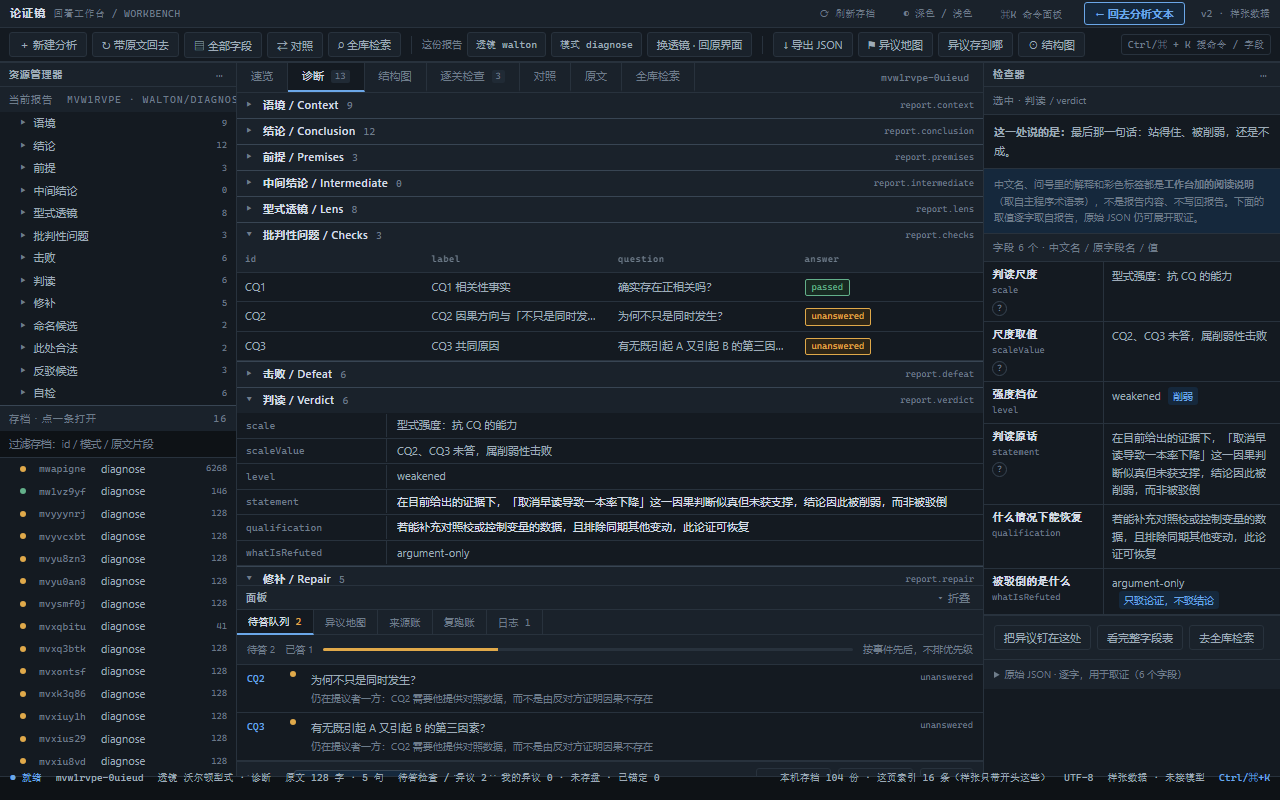 论证镜 回看工作台 / WORKBENCH
⟳ 刷新存档 ◐ 深色 / 浅色 ⌘K 命令面板 ← 回去分析文本 v2 · 样张数据
+ 新建分析 ↻ 带原文回去 ▤ 全部字段 ⇄ 对照 ⌕ 全库检索 这份报告 透镜 walton 模式 diagnose 换透镜 · 回原界面 ↓ 导出 JSON ⚑ 异议地图 异议存到哪 ⊙ 结构图 Ctrl/⌘ + K 搜命令 / 字段
资源管理器 …
当前报告 MVW1RVPE · WALTON/DIAGNOS
▸ 语境 9
▸ 结论 12
▸ 前提 3
▸ 中间结论 0
▸ 型式透镜 8
▸ 批判性问题 3
▸ 击败 6
▸ 判读 6
▸ 修补 5
▸ 命名候选 2
▸ 此处合法 2
▸ 反驳候选 3
▸ 自检 6
存档 · 点一条打开 16
过滤存档: id / 模式 / 原文片段
mwapigne diagnose 6268
mw1vz9yf diagnose 146
mvyyynrj diagnose 128
mvyvcxbt diagnose 128
mvyu8zn3 diagnose 128
mvyu0an8 diagnose 128
mvysmf0j diagnose 128
mvxqbitu diagnose 41
mvxq3btk diagnose 128
mvxontsf diagnose 128
mvxk3q86 diagnose 128
mvxiuylh diagnose 128
mvxius29 diagnose 128
mvxiu8vd diagnose 128
速览 诊断 13 结构图 逐关检查 3 对照 原文 全库检索 mvw1rvpe-0uieud
▸ 语境 / Context 9 report.context
▸ 结论 / Conclusion 12 report.conclusion
▸ 前提 / Premises 3 report.premises
▸ 中间结论 / Intermediate 0 report.intermediate
▸ 型式透镜 / Lens 8 report.lens
▾ 批判性问题 / Checks 3 report.checks
id label question answer
CQ1 CQ1 相关性事实 确实存在正相关吗? passed
CQ2 CQ2 因果方向与「不只是同时发… 为何不只是同时发生? unanswered
CQ3 CQ3 共同原因 有无既引起 A 又引起 B 的第三因… unanswered
▸ 击败 / Defeat 6 report.defeat
▾ 判读 / Verdict 6 report.verdict
scale 型式强度：抗 CQ 的能力
scaleValue CQ2、CQ3 未答，属削弱性击败
level weakened
statement 在目前给出的证据下，「取消早读导致一本率下降」这一因果判断似真但未获支撑，结论因此被削弱，而非被驳倒
qualification 若能补充对照校或控制变量的数据，且排除同期其他变动，此论证可恢复
whatIsRefuted argument-only
▾ 修补 / Repair 5 report.repair
面板 · 折叠
待答队列 2 异议地图 来源账 复跑账 日志 1
待答 2 已答 1 按事件先后，不排优先级
CQ2 为何不只是同时发生? unanswered
仍在提议者一方：CQ2 需要他提供对照数据，而不是由反对方证明因果不存在
CQ3 有无既引起 A 又引起 B 的第三因素? unanswered
仍在提议者一方：CQ2 需要他提供对照数据，而不是由反对方证明因果不存在
检查器 …
选中 · 判读 / verdict
这一处说的是：最后那一句话：站得住、被削弱，还是不
成。
中文名、问号里的解释和彩色标签都是工作台加的阅读说明
（取自主程序术语表），不是报告内容、不写回报告。下面的
取值逐字取自报告，原始 JSON 仍可展开取证。
字段 6 个 · 中文名 / 原字段名 / 值
判读尺度 型式强度：抗 CQ 的能力
scale
?
尺度取值 CQ2、CQ3 未答，属削弱性击败
scaleValue
?
强度档位 weakened 削弱
level
判读原话 在目前给出的证据下，「取消早
statement 读导致一本率下降」这一因果判
? 断似真但未获支撑，结论因此被
削弱，而非被驳倒
什么情况下能恢复 若能补充对照校或控制变量的数
qualification 据，且排除同期其他变动，此论
证可恢复
被驳倒的是什么 argument-only
whatIsRefuted 只驳论证，不驳结论
把异议钉在这处 看完整字段表 去全库检索
▸ 原始 JSON · 逐字，用于取证（6 个字段）
● 就绪 mvw1rvpe-0uieud 透镜 沃尔顿型式 · 诊断 原文 128 字 · 5 句 待答检查 / 异议 2 · 我的异议 0 · 未存盘 · 已锚定 0 本机存档 104 份 · 这页索引 16 条（样张只带开头这些） UTF-8 样张数据 · 未接模型 Ctrl/⌘+K